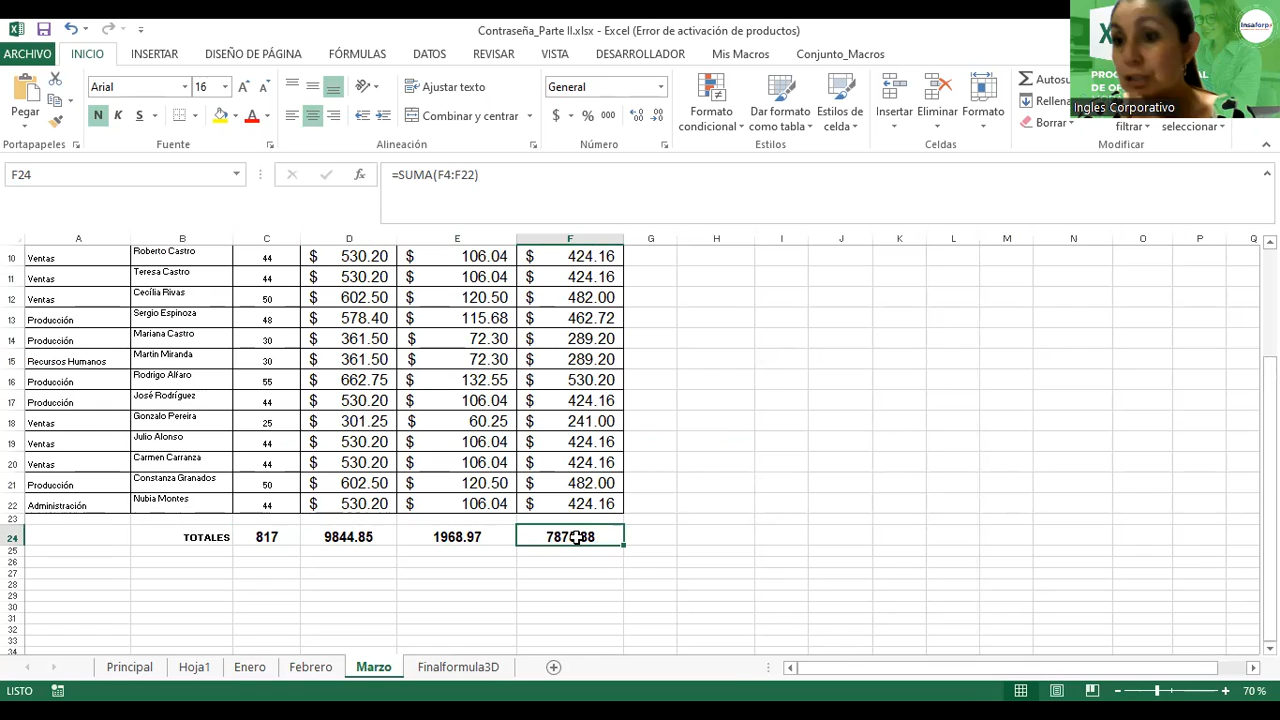 Contraseña_Parte II.xlsx - Excel (Error de activación de productos)
ARCHIVO INICIO INSERTAR DISEÑO DE PÁGINA FÓRMULAS DATOS REVISAR VISTA DESARROLLADOR Mis Macros Conjunto_Macros
Insaforp
Ingles Corporativo
Pegar
Arial 16
N K S
Ajustar texto
Combinar y centrar
General
$ % 000
Formato condicional
Dar formato como tabla
Estilos de celda
Insertar Eliminar Formato
Borrar
filtrar seleccionar
Portapapeles Fuente Alineación Número Estilos Celdas Modificar
F24 fx =SUMA(F4:F22)
A B C D E F G H I J K L M N O P Q
10 Ventas Roberto Castro 44 $ 530.20 $ 106.04 $ 424.16
11 Ventas Teresa Castro 44 $ 530.20 $ 106.04 $ 424.16
12 Ventas Cecília Rivas 50 $ 602.50 $ 120.50 $ 482.00
13 Producción Sergio Espinoza 48 $ 578.40 $ 115.68 $ 462.72
14 Producción Mariana Castro 30 $ 361.50 $ 72.30 $ 289.20
15 Recursos Humanos Martin Miranda 30 $ 361.50 $ 72.30 $ 289.20
16 Producción Rodrigo Alfaro 55 $ 662.75 $ 132.55 $ 530.20
17 Producción José Rodríguez 44 $ 530.20 $ 106.04 $ 424.16
18 Ventas Gonzalo Pereira 25 $ 301.25 $ 60.25 $ 241.00
19 Ventas Julio Alonso 44 $ 530.20 $ 106.04 $ 424.16
20 Ventas Carmen Carranza 44 $ 530.20 $ 106.04 $ 424.16
21 Producción Constanza Granados 50 $ 602.50 $ 120.50 $ 482.00
22 Administración Nubia Montes 44 $ 530.20 $ 106.04 $ 424.16
23
24 TOTALES 817 9844.85 1968.97
25
26
27
28
29
30
31
32
33
34
Principal Hoja1 Enero Febrero Marzo Finalformula3D
LISTO 70 %